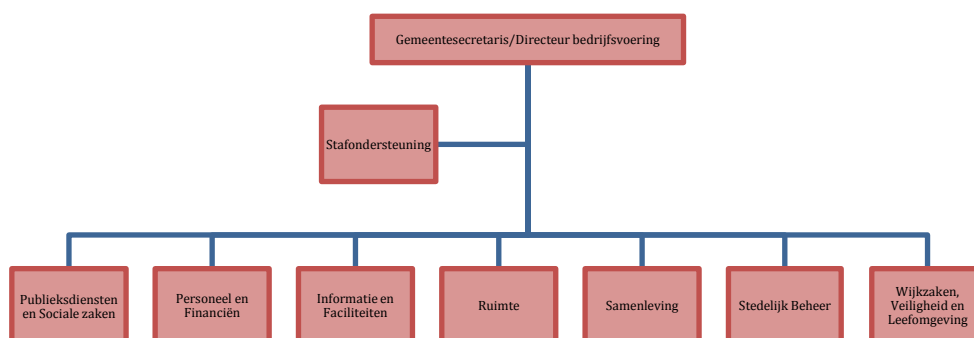 Gemeentesecretaris/Directeur bedrijfsvoering
Stafondersteuning
Publieksdiensten
en Sociale zaken
Personeel en
Financiën
Informatie en
Faciliteiten
Ruimte
Samenleving
Stedelijk Beheer
Wijkzaken,
Veiligheid en
Leefomgeving